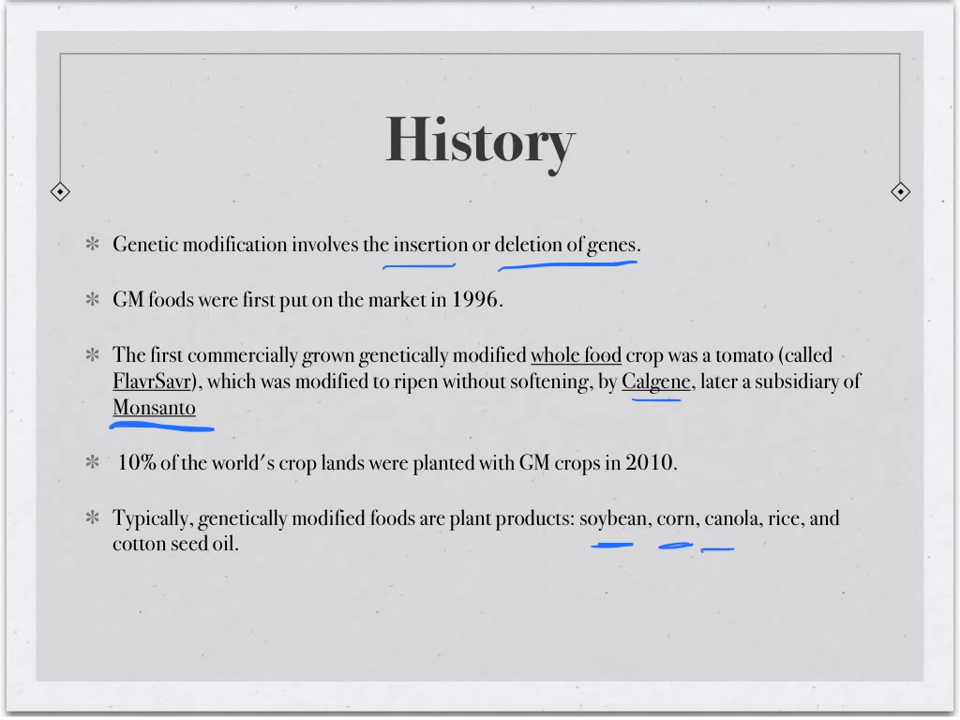 History
✻ Genetic modification involves the insertion or deletion of genes.
✻ GM foods were first put on the market in 1996.
✻ The first commercially grown genetically modified whole food crop was a tomato (called
FlavrSavr), which was modified to ripen without softening, by Calgene, later a subsidiary of
Monsanto
✻ 10% of the world's crop lands were planted with GM crops in 2010.
✻ Typically, genetically modified foods are plant products: soybean, corn, canola, rice, and
cotton seed oil.